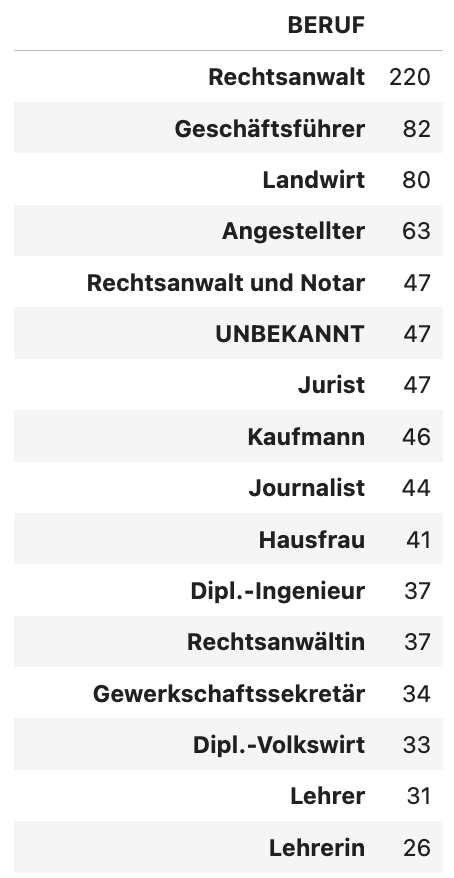 BERUF
Rechtsanwalt 220
Geschäftsführer 82
Landwirt 80
Angestellter 63
Rechtsanwalt und Notar 47
UNBEKANNT 47
Jurist 47
Kaufmann 46
Journalist 44
Hausfrau 41
Dipl.-Ingenieur 37
Rechtsanwältin 37
Gewerkschaftssekretär 34
Dipl.-Volkswirt 33
Lehrer 31
Lehrerin 26